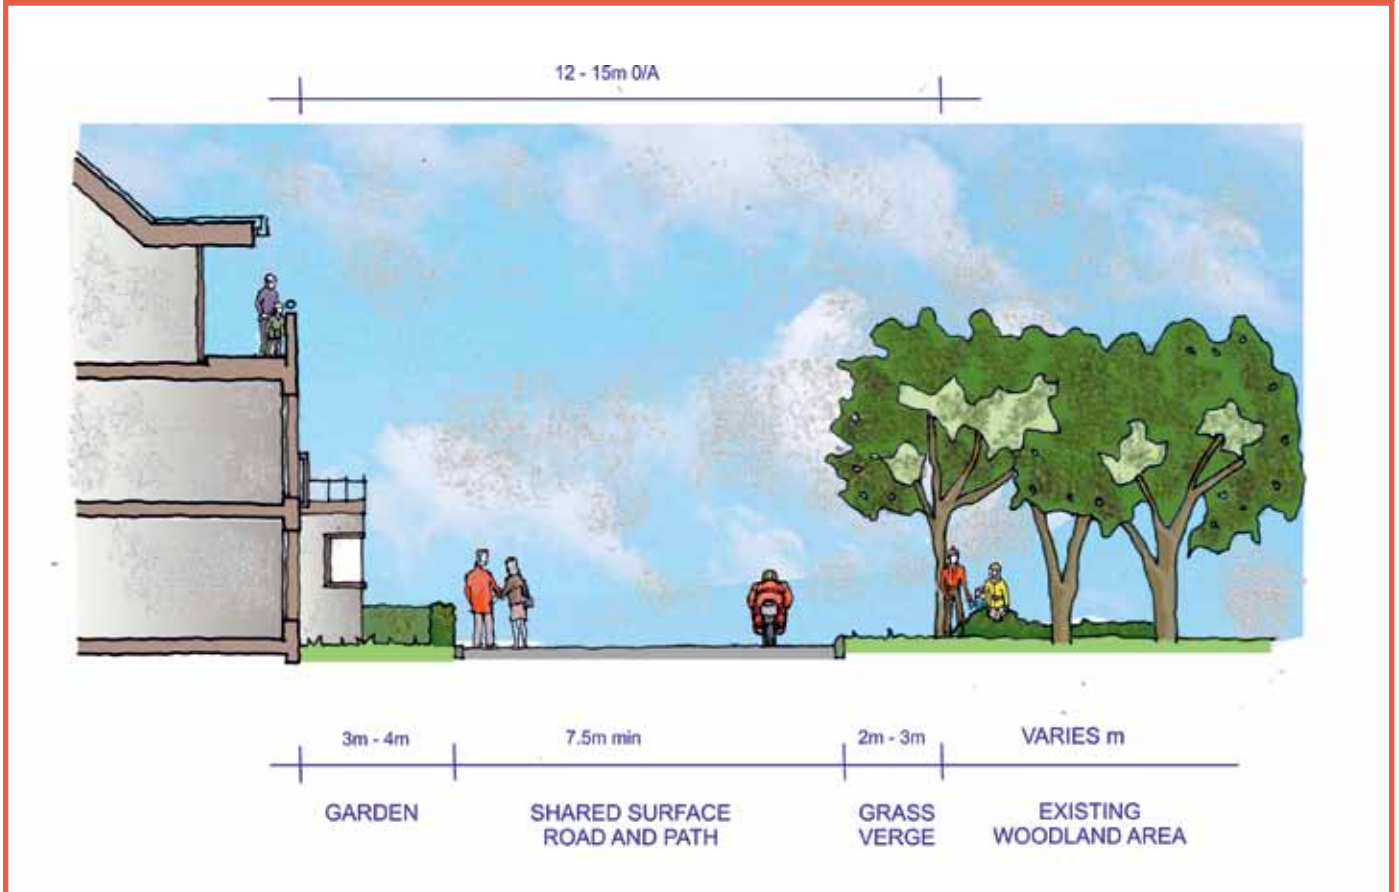 12 - 15m 0/A
3m - 4m
7.5m min
2m - 3m
VARIES m
GARDEN
SHARED SURFACE
ROAD AND PATH
GRASS
VERGE
EXISTING
WOODLAND AREA